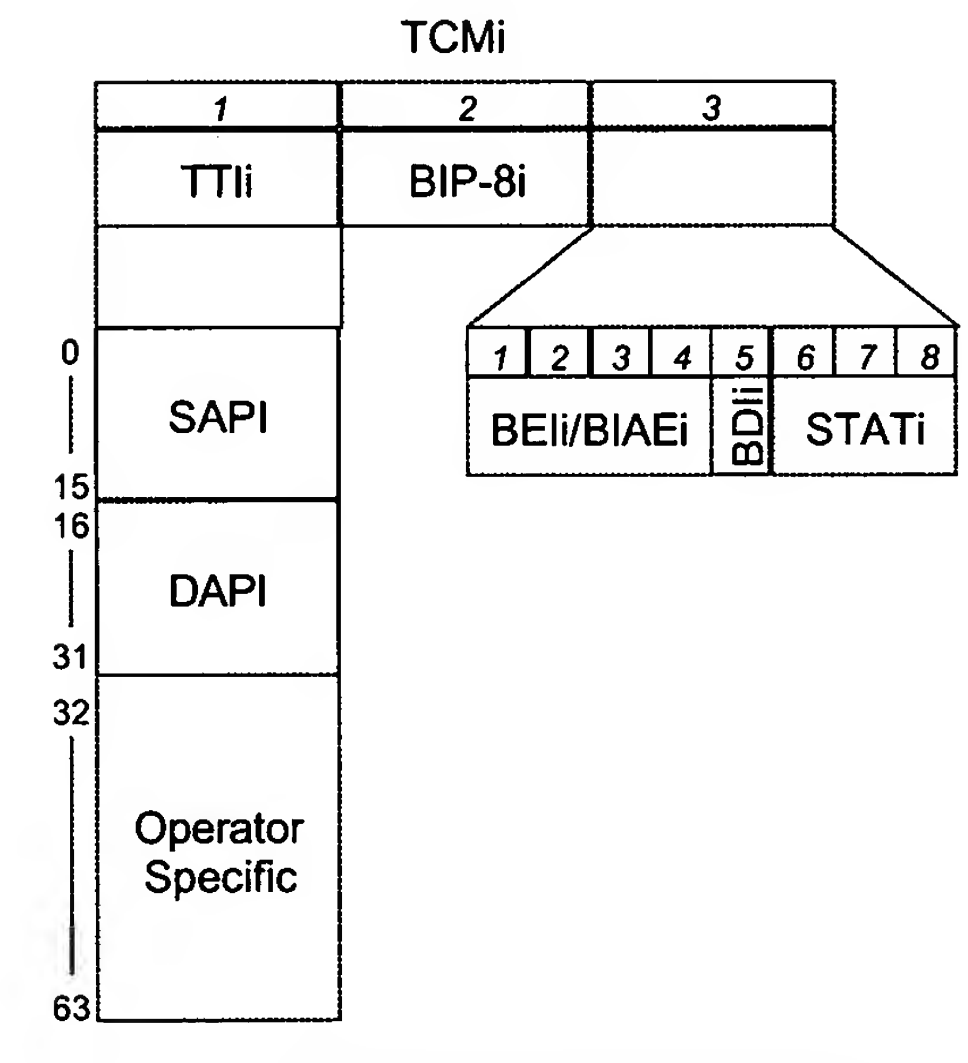 TCMi
1 2 3
TTIi BIP-8i
0
1 2 3 4 5 6 7 8
SAPI
BEIi/BIAEi BDIi STATi
15
16
DAPI
31
32
Operator
Specific
63